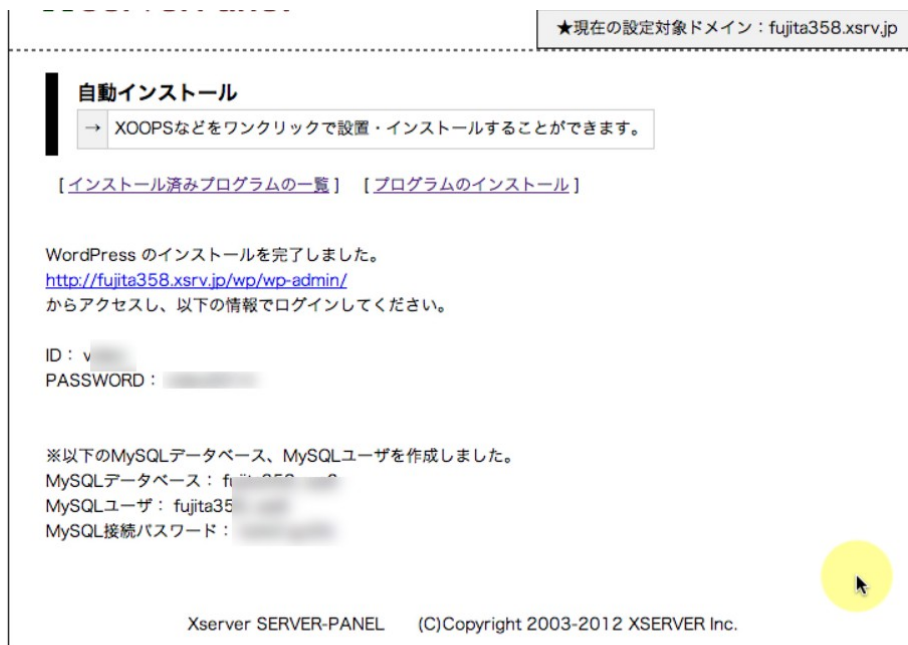 ★現在の設定対象ドメイン：fujita358.xsrv.jp
自動インストール
→ XOOPSなどをワンクリックで設置・インストールすることができます。
[インストール済みプログラムの一覧] [プログラムのインストール]
WordPress のインストールを完了しました。
http://fujita358.xsrv.jp/wp/wp-admin/
からアクセスし、以下の情報でログインしてください。
ID： v
PASSWORD：
※以下のMySQLデータベース、MySQLユーザを作成しました。
MySQLデータベース：
MySQLユーザ： fujita35
MySQL接続パスワード：
Xserver SERVER-PANEL (C)Copyright 2003-2012 XSERVER Inc.